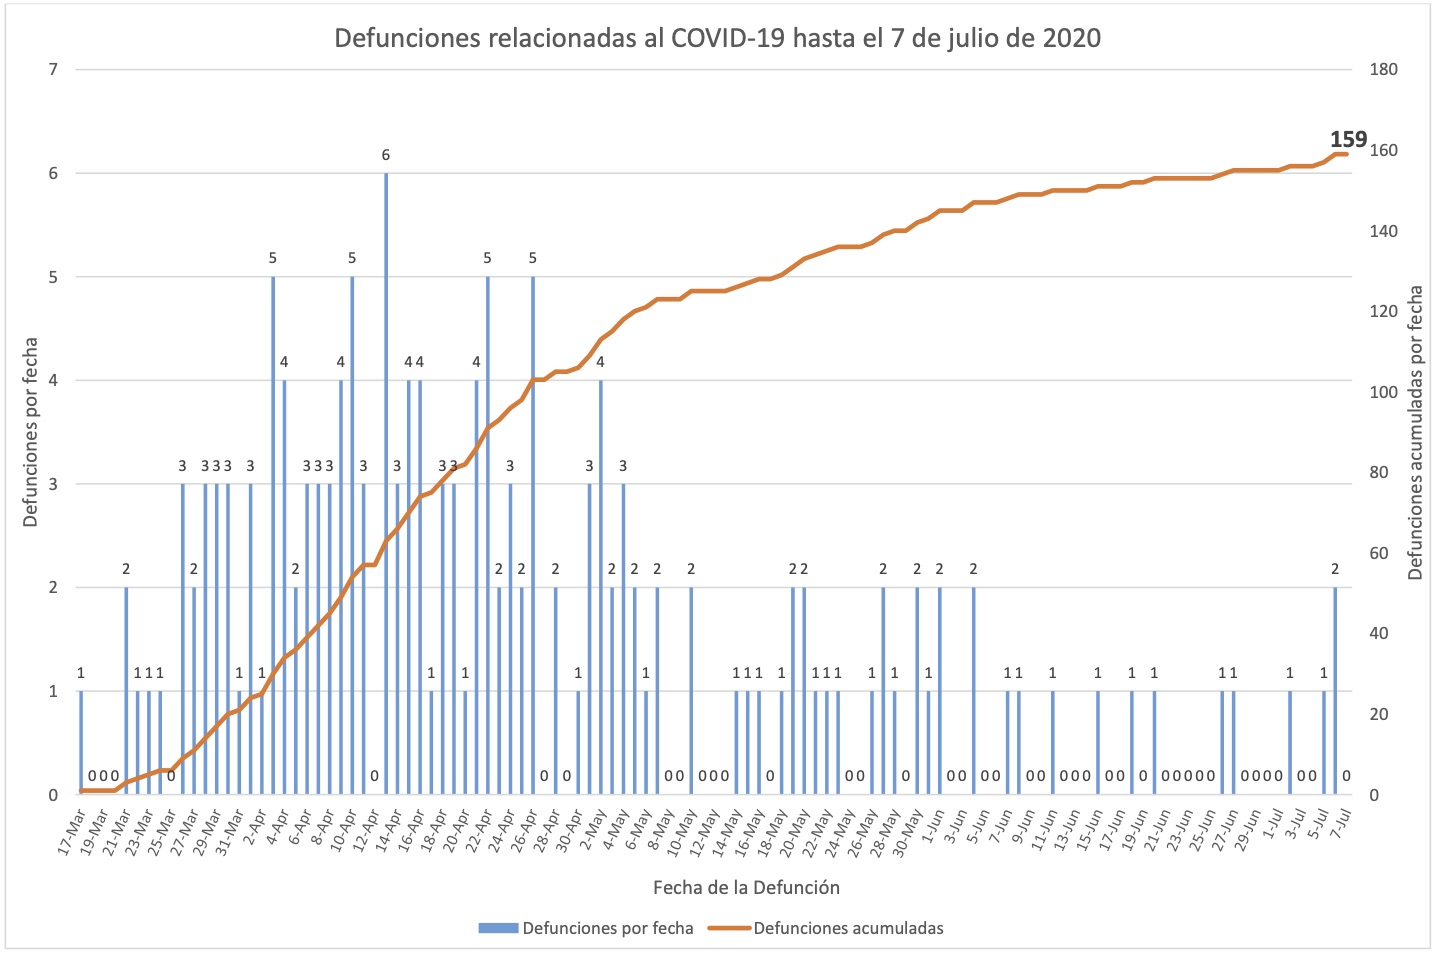 Defunciones relacionadas al COVID-19 hasta el 7 de julio de 2020
7 180
159
160
6
6
140
5 5 5 5
5
120
4 4 4 4 4 4
4 100
3 3 3 3 3 3 3 3 3 3 3 3 3 3 3
3 80
2 2 2 2 2 2 2 2 2 2 2 2 2 2 2 2 2
2 60
40
1 1 1 1 1 1 1 1 1 1 1 1 1 1 1 1 1 1 1 1 1 1 1 1 1 1 1 1 1 1
1 20
0 0 0 0 0 0 0 0 0 0 0 0 0 0 0 0 0 0 0 0 0 0 0 0 0 0 0 0 0 0 0 0 0 0 0 0 0 0 0 0 0 0
0 0
17-Mar 19-Mar 21-Mar 23-Mar 25-Mar 27-Mar 29-Mar 31-Mar 2-Apr 4-Apr 6-Apr 8-Apr 10-Apr 12-Apr 14-Apr 16-Apr 18-Apr 20-Apr 22-Apr 24-Apr 26-Apr 28-Apr 30-Apr 2-May 4-May 6-May 8-May 10-May 12-May 14-May 16-May 18-May 20-May 22-May 24-May 26-May 28-May 30-May 1-Jun 3-Jun 5-Jun 7-Jun 9-Jun 11-Jun 13-Jun 15-Jun 17-Jun 19-Jun 21-Jun 23-Jun 25-Jun 27-Jun 29-Jun 1-Jul 3-Jul 5-Jul 7-Jul
Defunciones por fecha
Defunciones acumuladas por fecha
Fecha de la Defunción
Defunciones por fecha Defunciones acumuladas